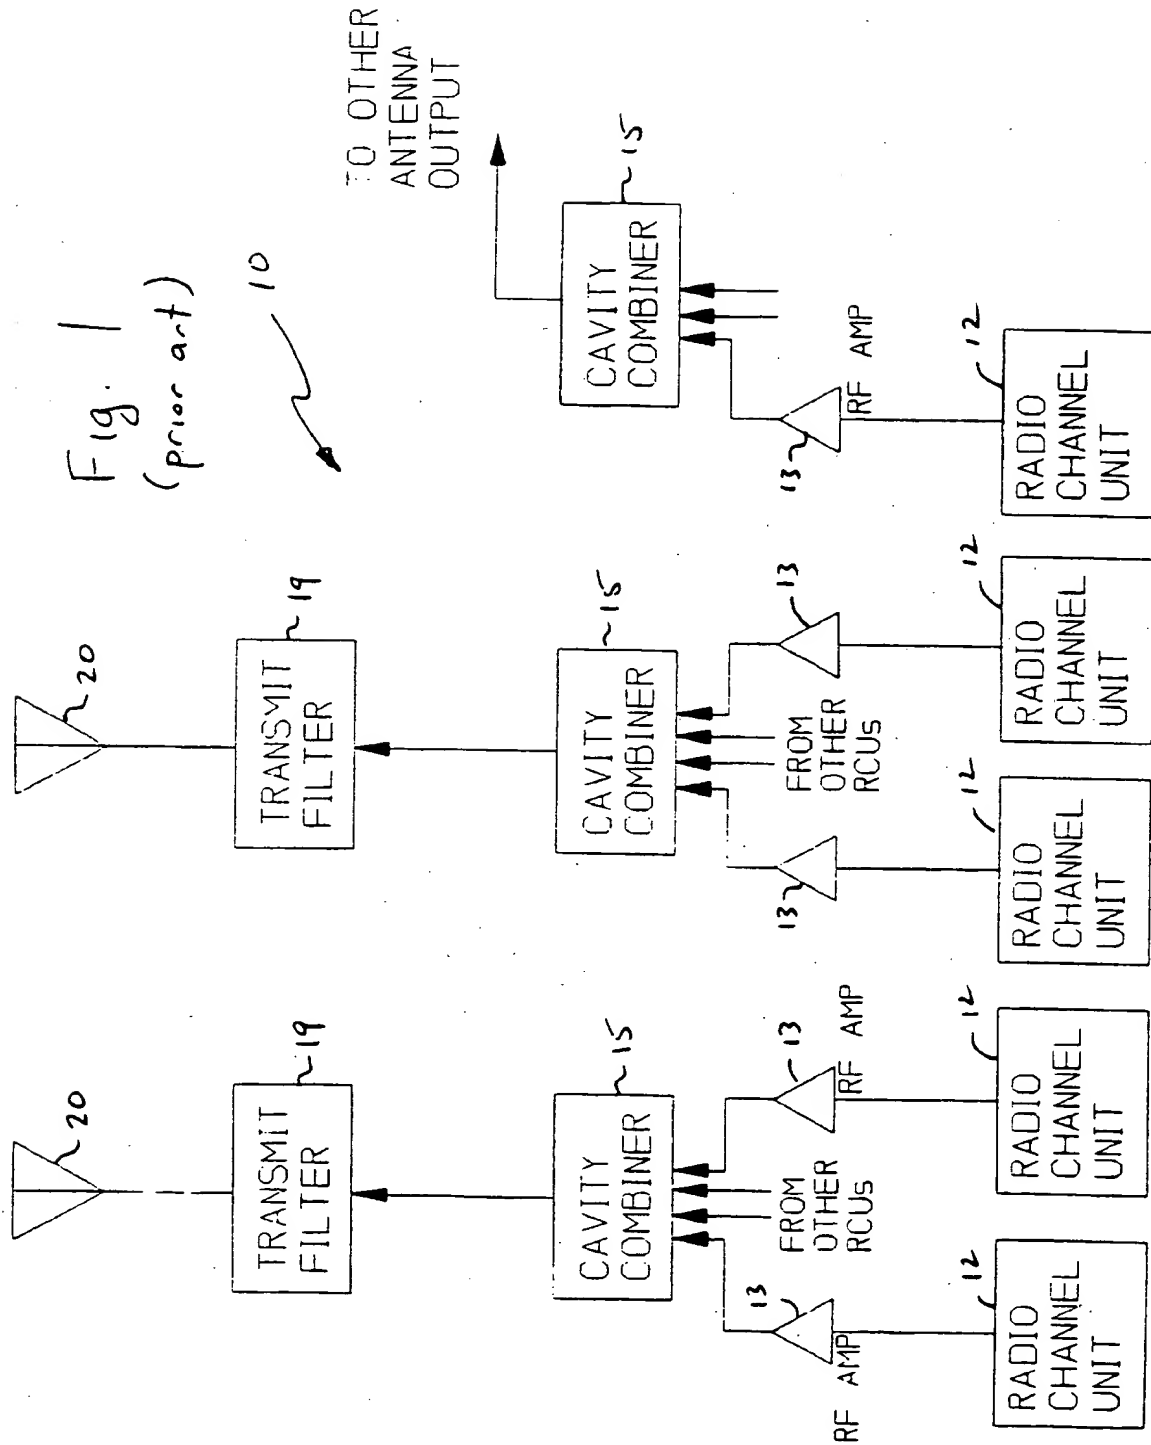 Fig. 1
(prior art)
10
TO OTHER
ANTENNA
OUTPUT
20
20
19
19
TRANSMIT
FILTER
TRANSMIT
FILTER
15
15
15
CAVITY
COMBINER
CAVITY
COMBINER
CAVITY
COMBINER
FROM
OTHER
RCUs
FROM
OTHER
RCUs
13
RF AMP
13
RF AMP
13
13
13
RF AMP
12
12
12
12
12
RADIO
CHANNEL
UNIT
RADIO
CHANNEL
UNIT
RADIO
CHANNEL
UNIT
RADIO
CHANNEL
UNIT
RADIO
CHANNEL
UNIT